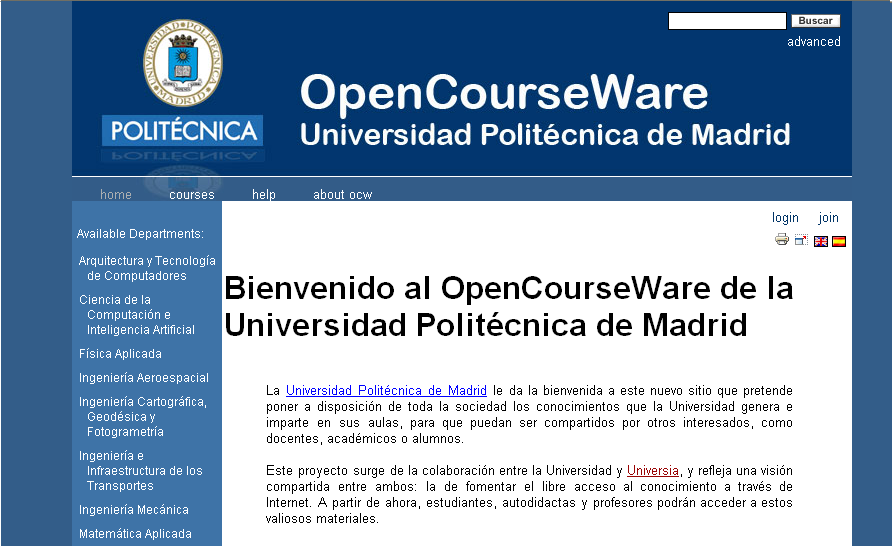 Buscar
advanced
UNIVERSIDAD POLITÉCNICA
MADRID
POLITÉCNICA
OpenCourseWare
Universidad Politécnica de Madrid
home courses help about ocw
login join
Available Departments:
Arquitectura y Tecnología
de Computadores
Ciencia de la
Computación e
Inteligencia Artificial
Física Aplicada
Ingeniería Aeroespacial
Ingeniería Cartográfica,
Geodésica y
Fotogrametría
Ingeniería e
Infraestructura de los
Transportes
Ingeniería Mecánica
Matemática Aplicada
Bienvenido al OpenCourseWare de la
Universidad Politécnica de Madrid
La Universidad Politécnica de Madrid le da la bienvenida a este nuevo sitio que pretende
poner a disposición de toda la sociedad los conocimientos que la Universidad genera e
imparte en sus aulas, para que puedan ser compartidos por otros interesados, como
docentes, académicos o alumnos.
Este proyecto surge de la colaboración entre la Universidad y Universia, y refleja una visión
compartida entre ambos: la de fomentar el libre acceso al conocimiento a través de
Internet. A partir de ahora, estudiantes, autodidactas y profesores podrán acceder a estos
valiosos materiales.